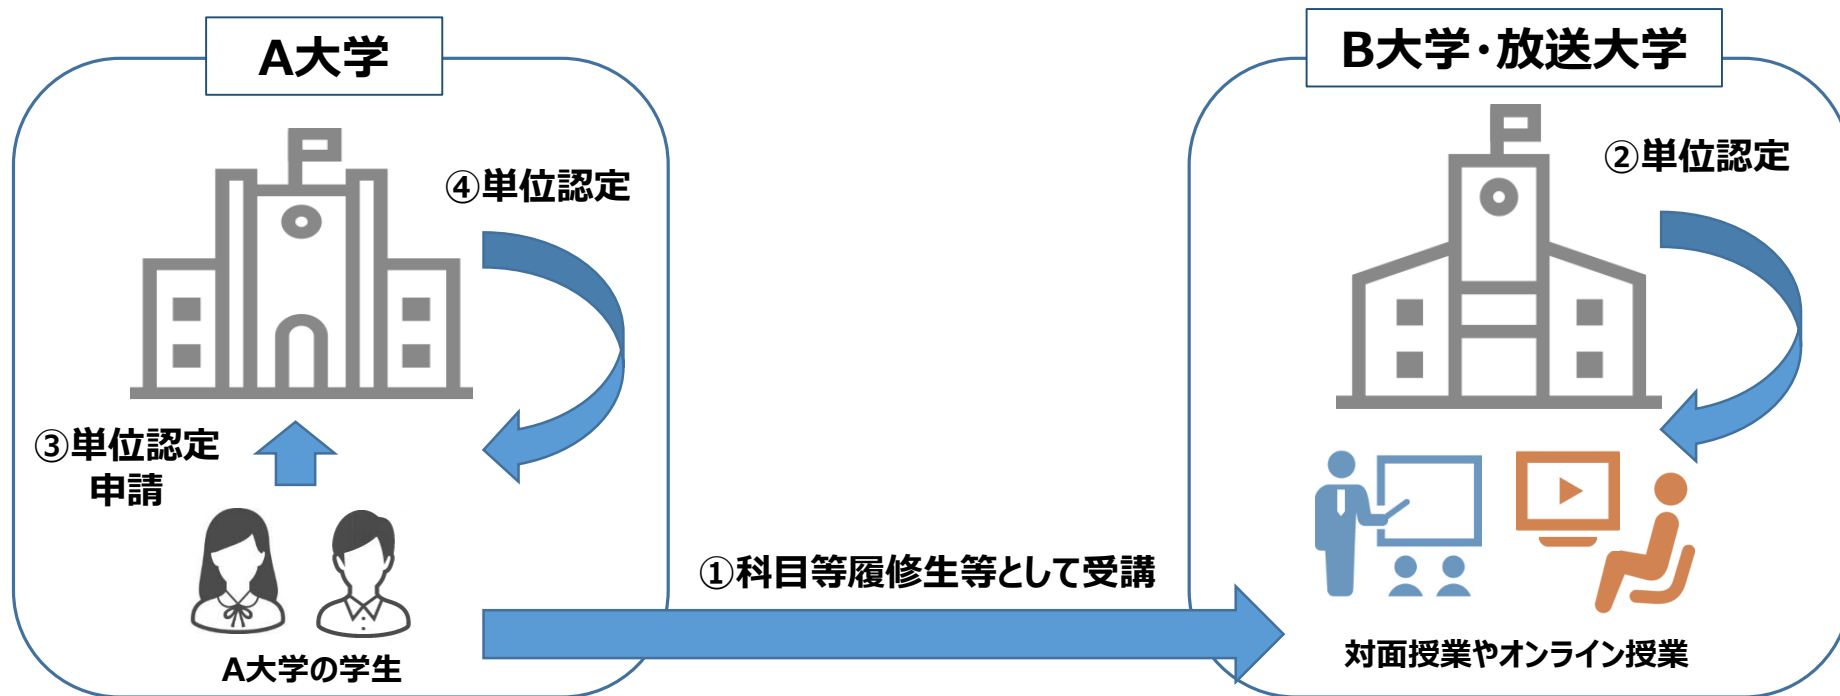 A大学
B大学・放送大学
④単位認定
②単位認定
③単位認定
申請
①科目等履修生等として受講
A大学の学生
対面授業やオンライン授業